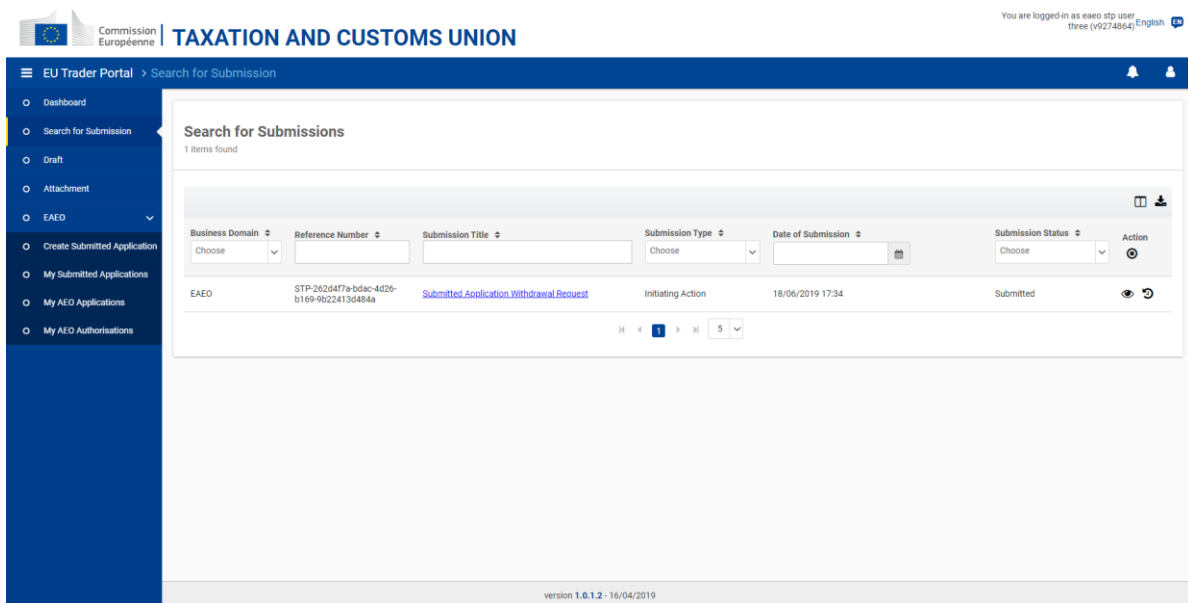 Commission
Européenne
TAXATION AND CUSTOMS UNION
You are logged-in as eaeo stp user
three (v9274864)
English EN
EU Trader Portal > Search for Submission
Dashboard
Search for Submission
Draft
Attachment
EAEO
Create Submitted Application
My Submitted Applications
My AEO Applications
My AEO Authorisations
Search for Submissions
1 items found
Business Domain Reference Number Submission Title Submission Type Date of Submission Submission Status Action
Choose Choose Choose
EAEO STP-262d4f7a-bdac-4d26-
b169-9b22413d484a
Submitted Application Withdrawal Request Initiating Action 18/06/2019 17:34 Submitted
1 5
version 1.0.1.2 - 16/04/2019